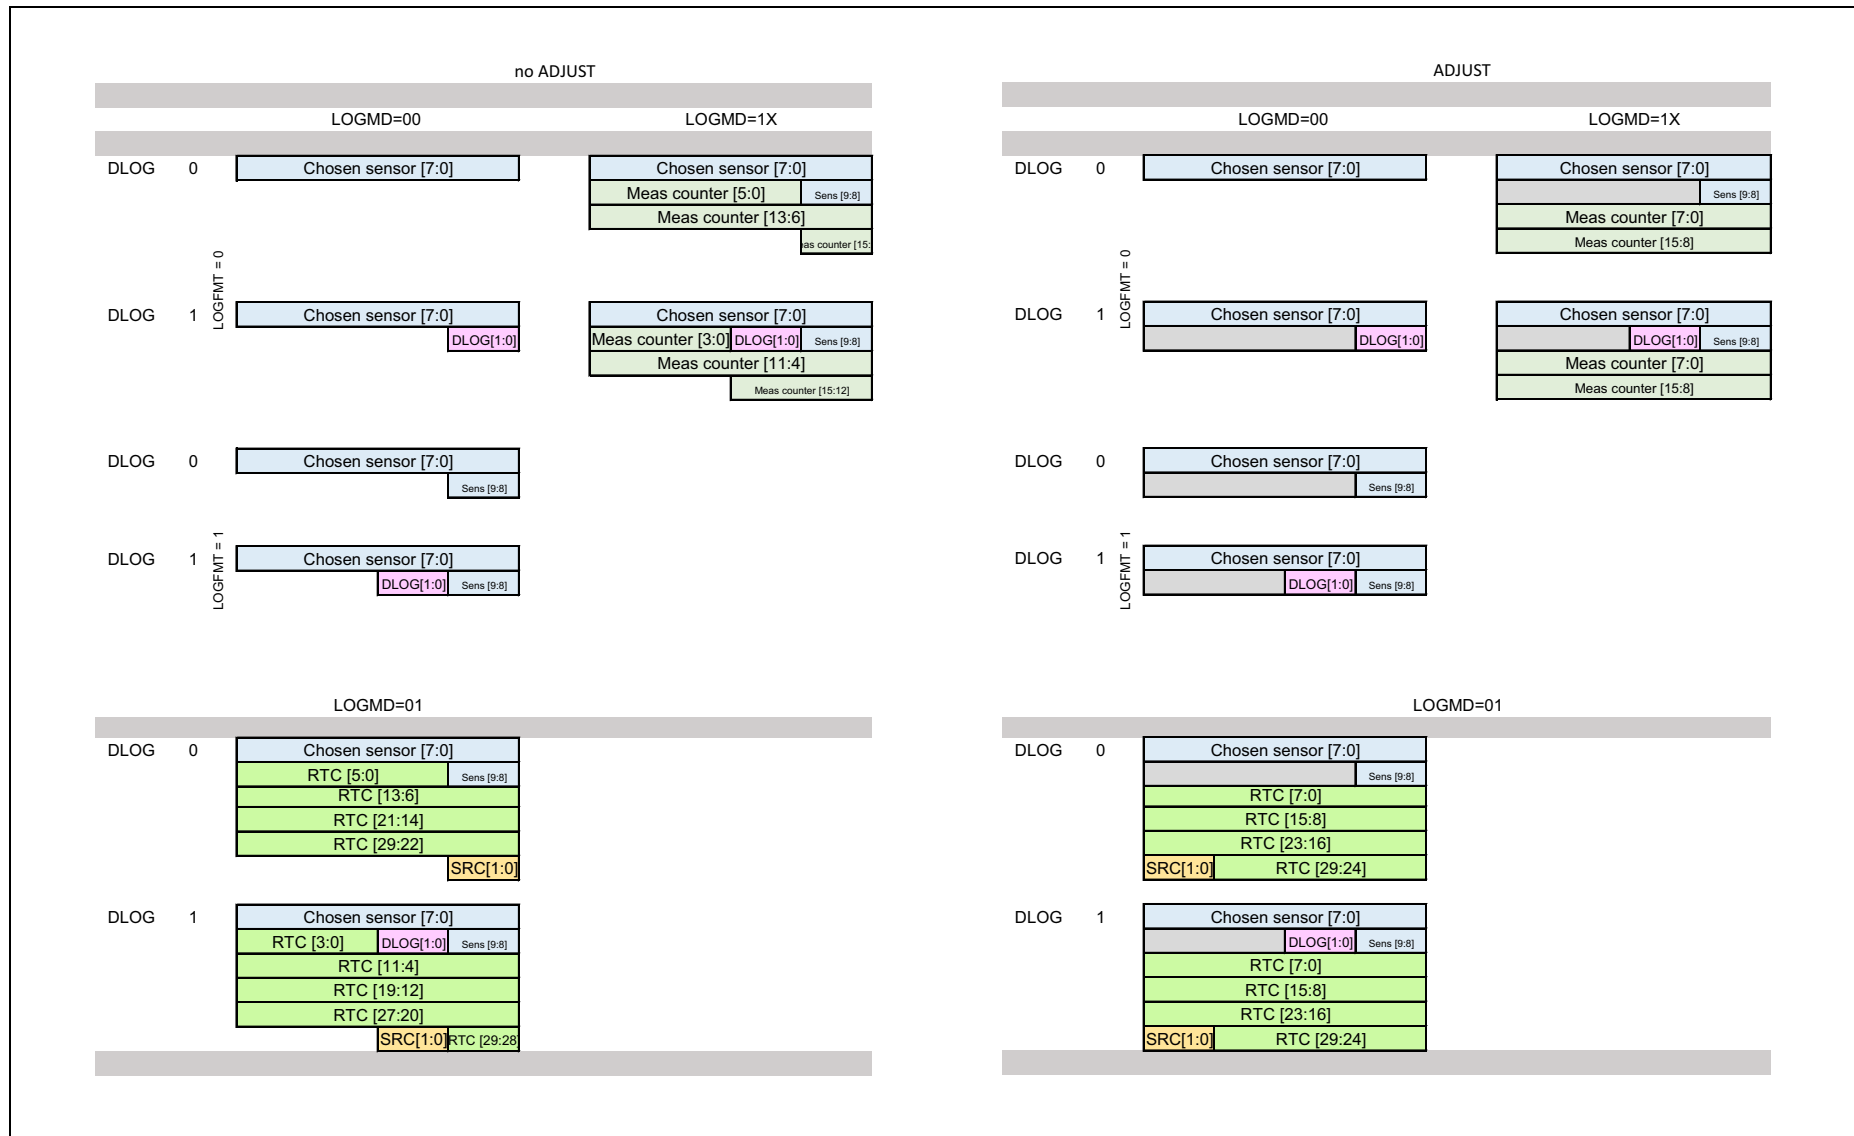 no ADJUST
LOGMD=00 LOGMD=1X
DLOG 0 Chosen sensor [7:0] Chosen sensor [7:0]
Meas counter [5:0] Sens [9:8]
Meas counter [13:6]
as counter [15:
LOGFMT = 0
DLOG 1 Chosen sensor [7:0] Chosen sensor [7:0]
DLOG[1:0] Meas counter [3:0] DLOG[1:0] Sens [9:8]
Meas counter [11:4]
Meas counter [15:12]
DLOG 0 Chosen sensor [7:0]
Sens [9:8]
LOGFMT = 1
DLOG 1 Chosen sensor [7:0]
DLOG[1:0] Sens [9:8]
LOGMD=01
DLOG 0 Chosen sensor [7:0]
RTC [5:0] Sens [9:8]
RTC [13:6]
RTC [21:14]
RTC [29:22]
SRC[1:0]
DLOG 1 Chosen sensor [7:0]
RTC [3:0] DLOG[1:0] Sens [9:8]
RTC [11:4]
RTC [19:12]
RTC [27:20]
SRC[1:0] RTC [29:28
ADJUST
LOGMD=00 LOGMD=1X
DLOG 0 Chosen sensor [7:0] Chosen sensor [7:0]
Sens [9:8]
Meas counter [7:0]
Meas counter [15:8]
LOGFMT = 0
DLOG 1 Chosen sensor [7:0] Chosen sensor [7:0]
DLOG[1:0] DLOG[1:0] Sens [9:8]
Meas counter [7:0]
Meas counter [15:8]
DLOG 0 Chosen sensor [7:0]
Sens [9:8]
LOGFMT = 1
DLOG 1 Chosen sensor [7:0]
DLOG[1:0] Sens [9:8]
LOGMD=01
DLOG 0 Chosen sensor [7:0]
Sens [9:8]
RTC [7:0]
RTC [15:8]
RTC [23:16]
SRC[1:0] RTC [29:24]
DLOG 1 Chosen sensor [7:0]
DLOG[1:0] Sens [9:8]
RTC [7:0]
RTC [15:8]
RTC [23:16]
SRC[1:0] RTC [29:24]